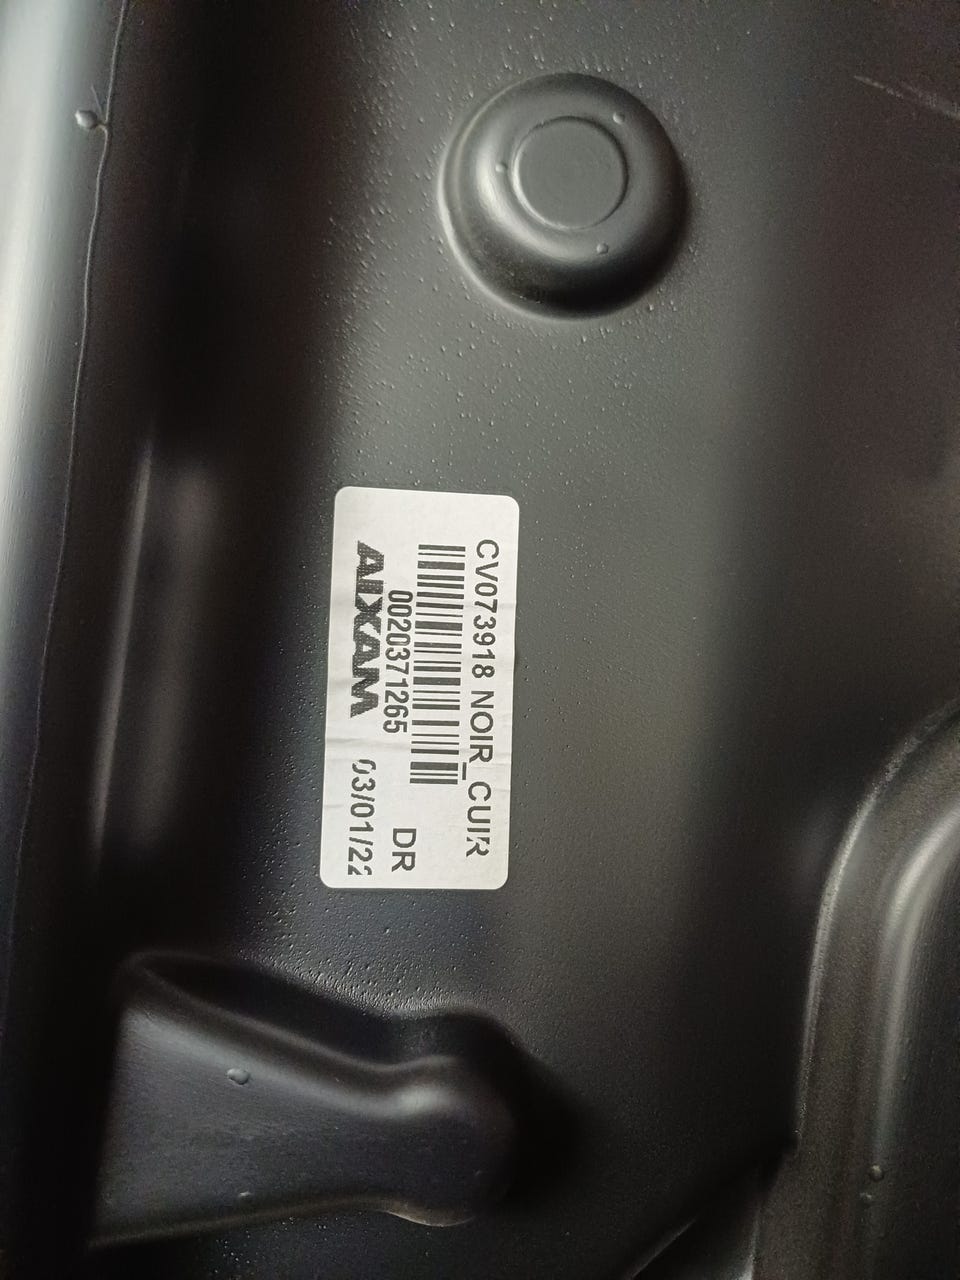 CV073918 NOIR_CUIR
0020371265
DR
AIXAM
03/01/22